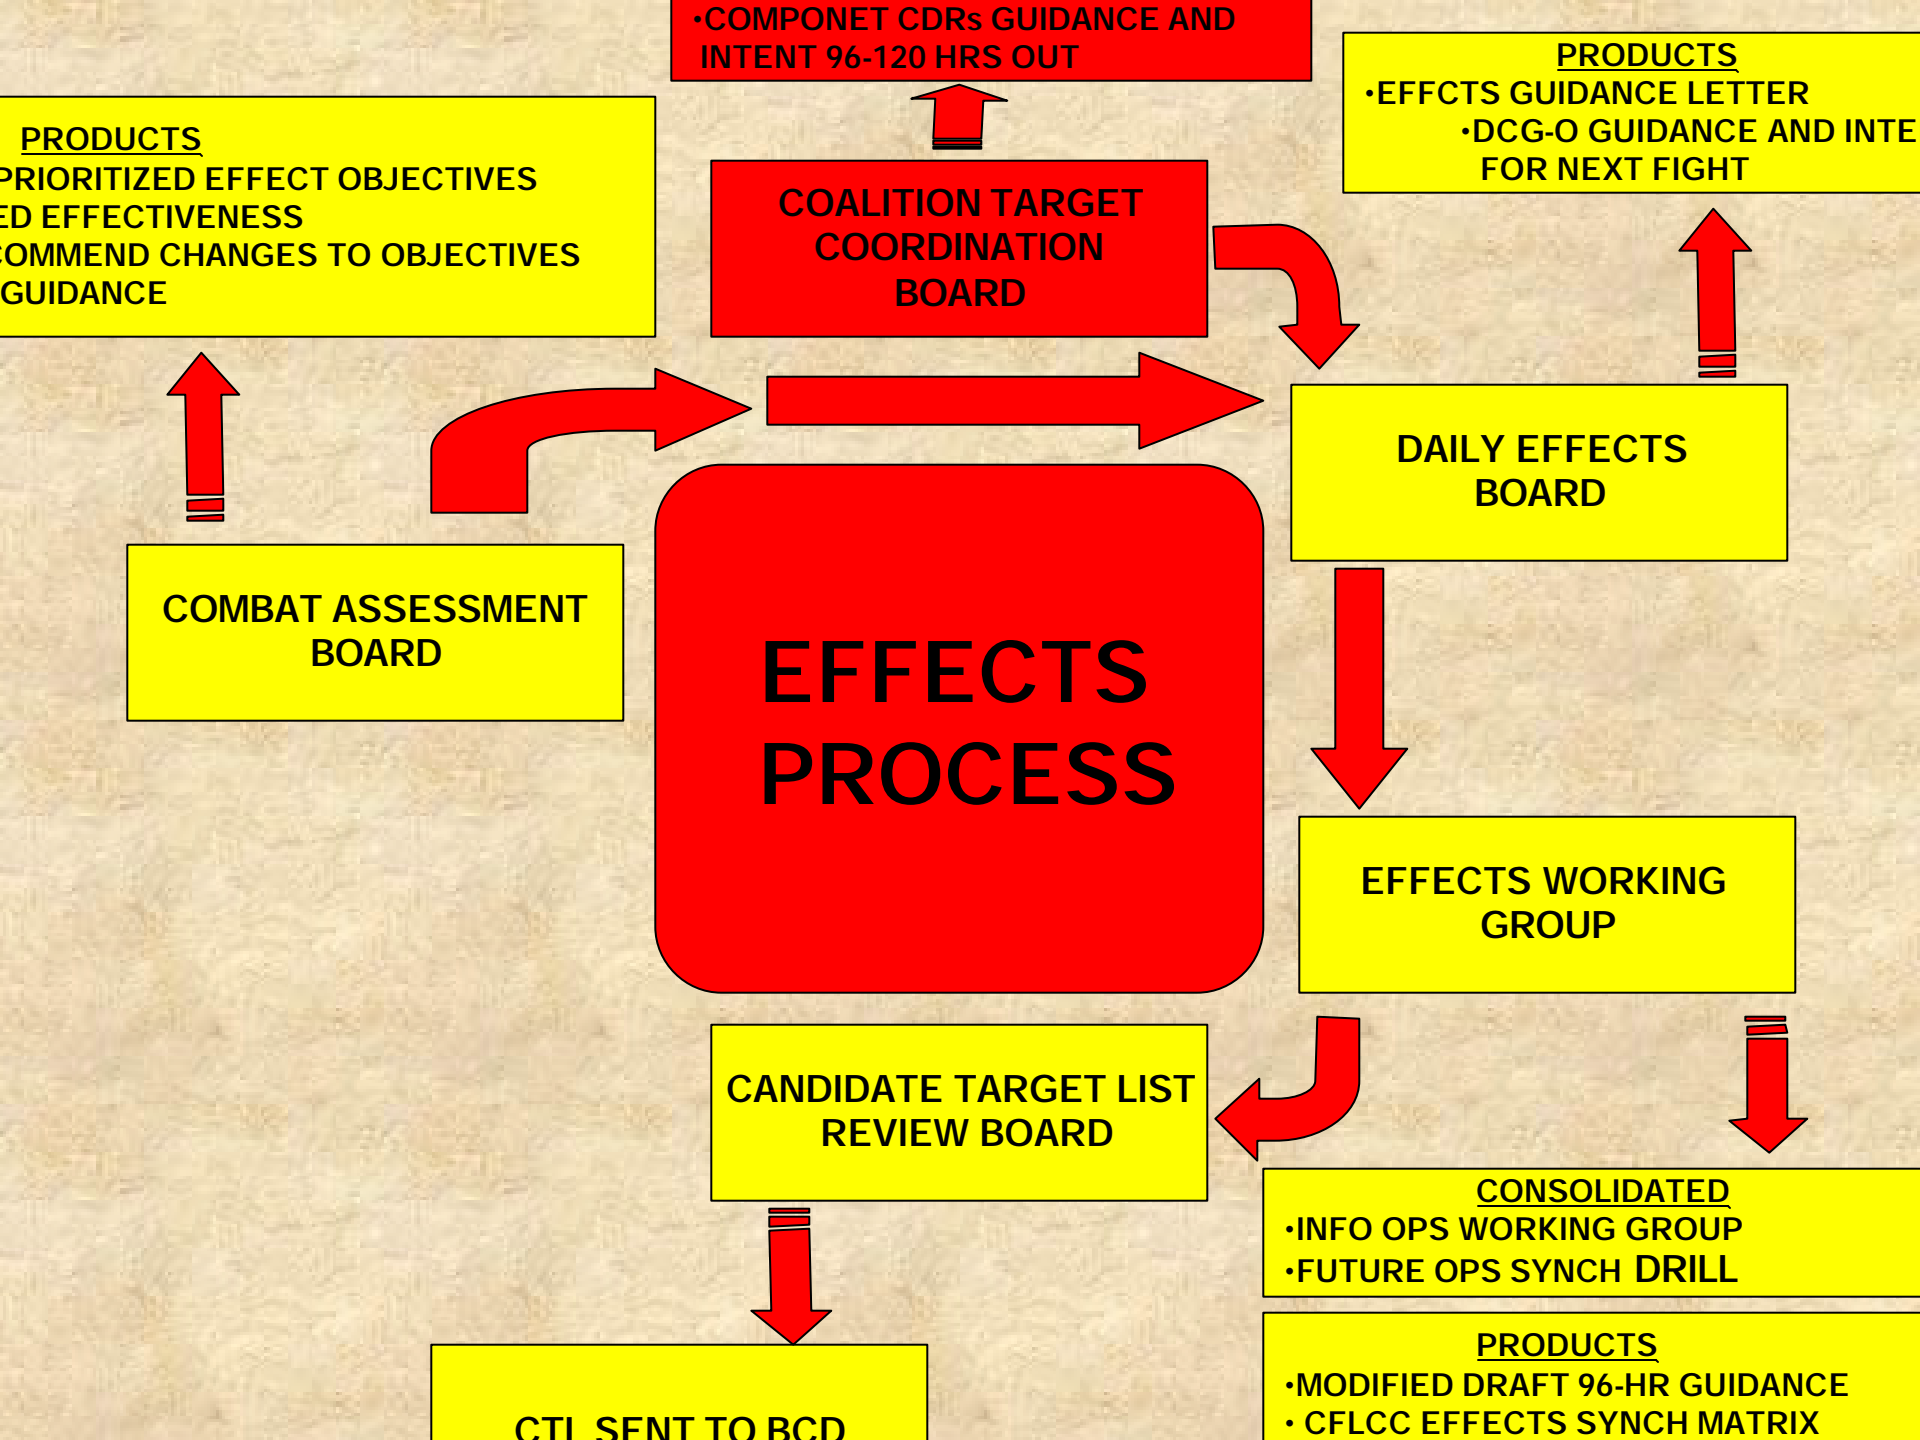 •COMPONET CDRs GUIDANCE AND
INTENT 96-120 HRS OUT
PRODUCTS
•EFFCTS GUIDANCE LETTER
•DCG-O GUIDANCE AND INTE
FOR NEXT FIGHT
PRODUCTS
PRIORITIZED EFFECT OBJECTIVES
ED EFFECTIVENESS
COMMEND CHANGES TO OBJECTIVES
GUIDANCE
COALITION TARGET
COORDINATION
BOARD
DAILY EFFECTS
BOARD
COMBAT ASSESSMENT
BOARD
EFFECTS
PROCESS
EFFECTS WORKING
GROUP
CANDIDATE TARGET LIST
REVIEW BOARD
CONSOLIDATED
•INFO OPS WORKING GROUP
•FUTURE OPS SYNCH DRILL
PRODUCTS
•MODIFIED DRAFT 96-HR GUIDANCE
• CFLCC EFFECTS SYNCH MATRIX
CTL SENT TO BCD